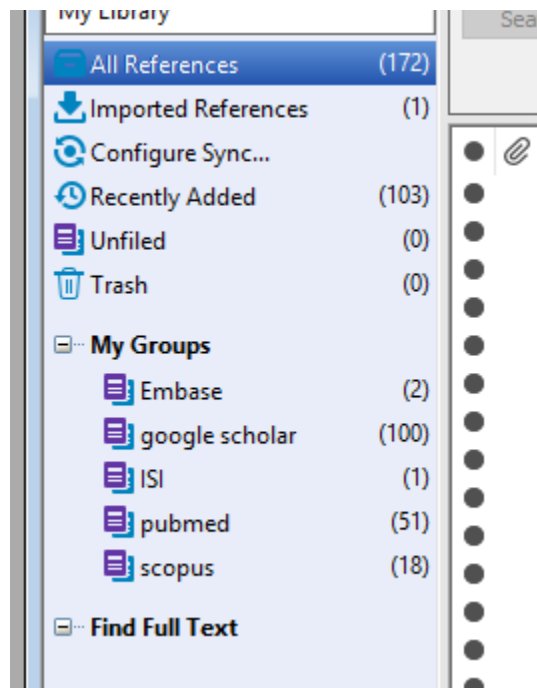 My Library
Sea
All References (172)
Imported References (1)
Configure Sync...
Recently Added (103)
Unfiled (0)
Trash (0)
My Groups
Embase (2)
google scholar (100)
ISI (1)
pubmed (51)
scopus (18)
Find Full Text